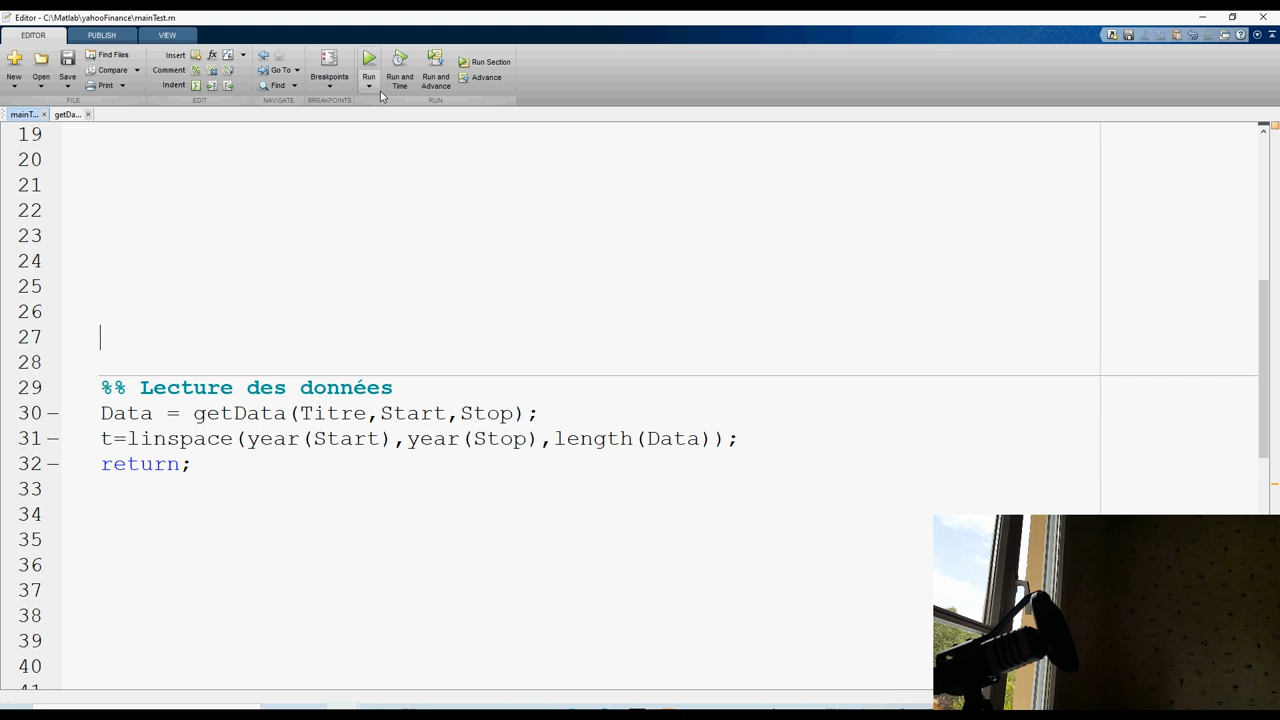 Editor - C:\Matlab\yahooFinance\mainTest.m
EDITOR PUBLISH VIEW
New Open Save Find Files Compare Print
Insert Comment Indent
Go To Find
Breakpoints Run Run and Time Run and Advance Run Section Advance
FILE EDIT NAVIGATE BREAKPOINTS RUN
mainT... getDa...
19
20
21
22
23
24
25
26
27
28
29 %% Lecture des données
30 – Data = getData(Titre,Start,Stop);
31 – t=linspace(year(Start),year(Stop),length(Data));
32 – return;
33
34
35
36
37
38
39
40